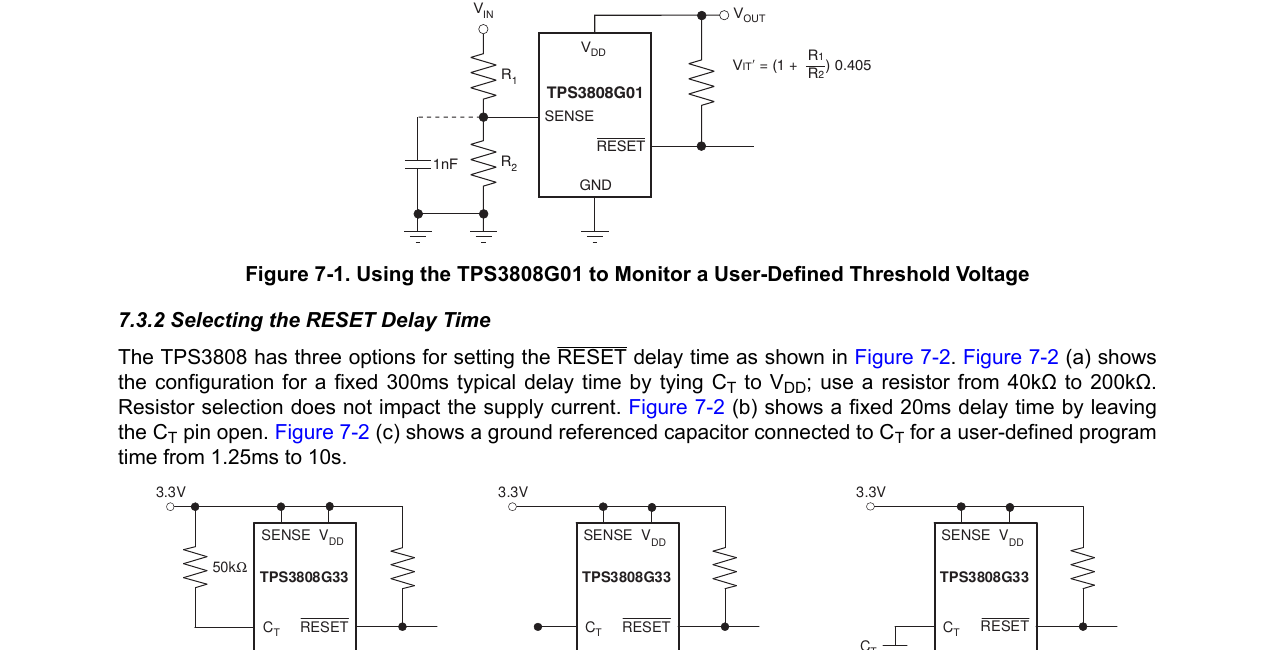 VIN
VOUT
VDD
R1
VIT′ = (1 + R1/R2) 0.405
TPS3808G01
SENSE
RESET
1nF
R2
GND
Figure 7-1. Using the TPS3808G01 to Monitor a User-Defined Threshold Voltage
7.3.2 Selecting the RESET Delay Time
The TPS3808 has three options for setting the RESET delay time as shown in Figure 7-2. Figure 7-2 (a) shows
the configuration for a fixed 300ms typical delay time by tying CT to VDD; use a resistor from 40kΩ to 200kΩ.
Resistor selection does not impact the supply current. Figure 7-2 (b) shows a fixed 20ms delay time by leaving
the CT pin open. Figure 7-2 (c) shows a ground referenced capacitor connected to CT for a user-defined program
time from 1.25ms to 10s.
3.3V
SENSE VDD
50kΩ
TPS3808G33
CT RESET
3.3V
SENSE VDD
TPS3808G33
CT RESET
3.3V
SENSE VDD
TPS3808G33
CT RESET
CT